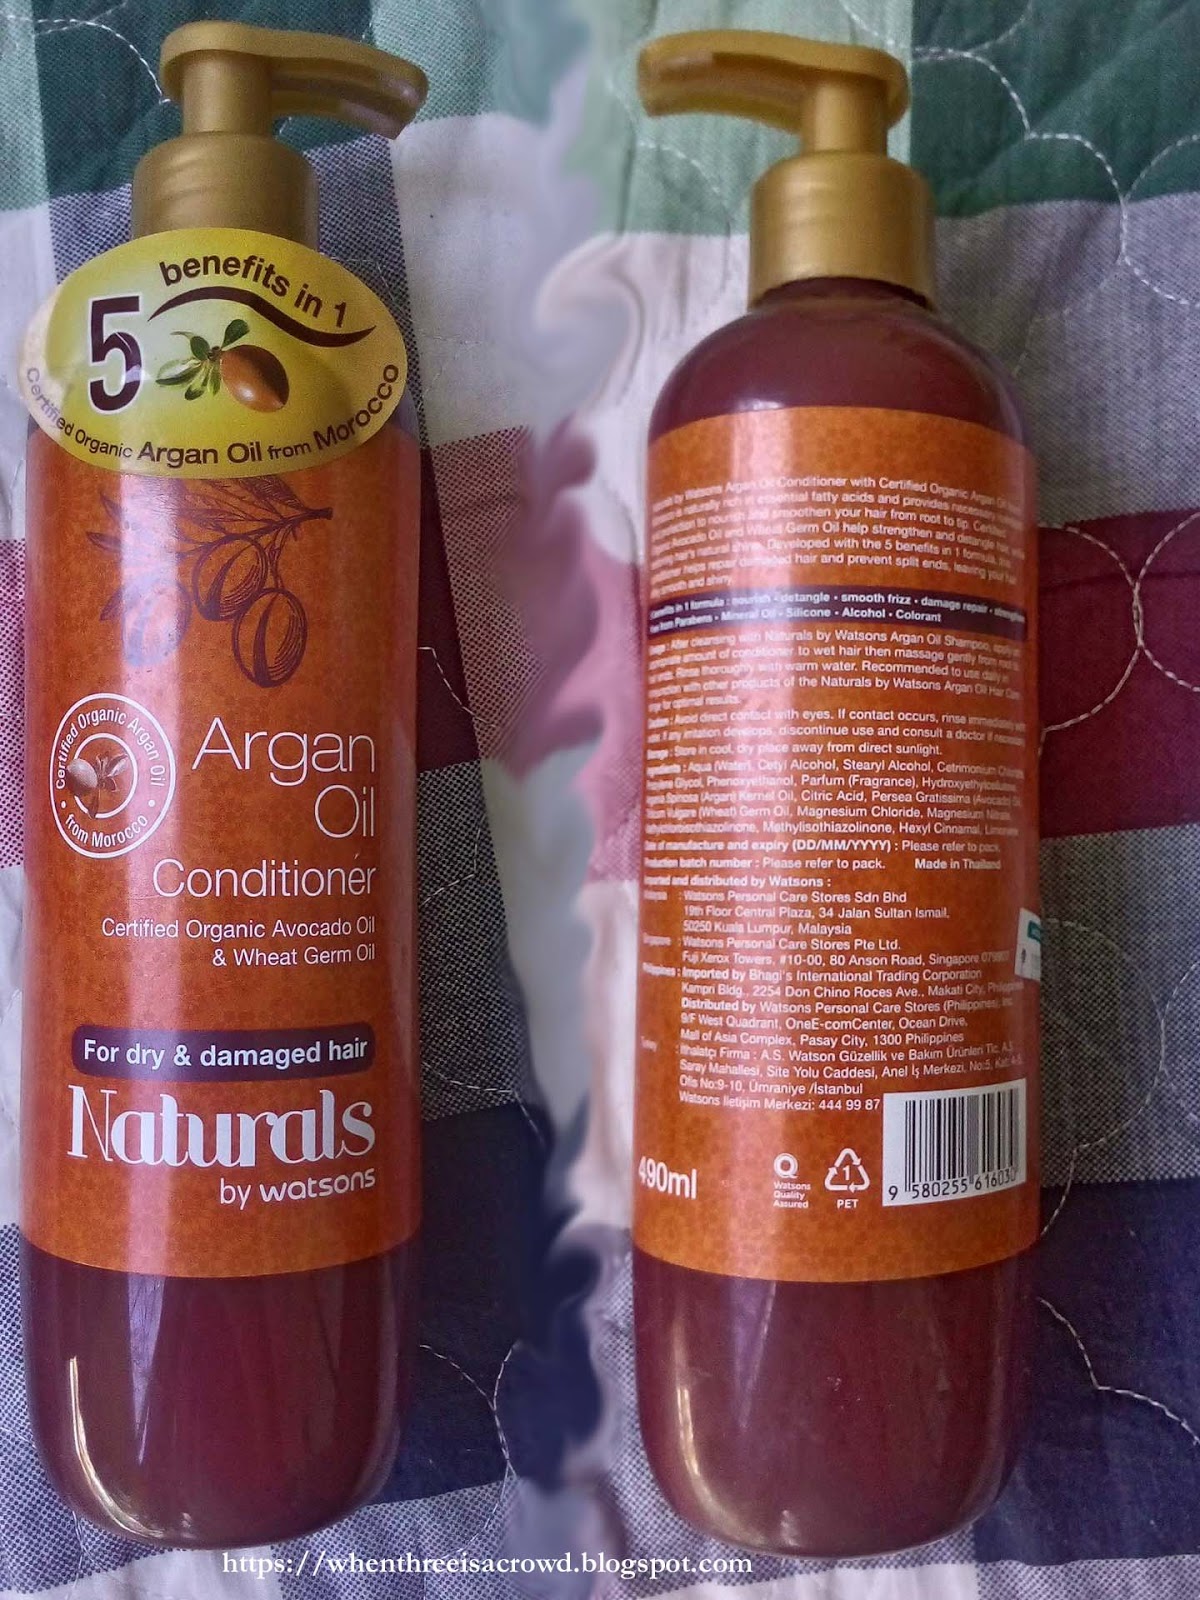 5 benefits in 1
Certified Organic Argan Oil from Morocco
Certified Organic Argan Oil
• from Morocco •
Argan
Oil
Conditioner
Certified Organic Avocado Oil
& Wheat Germ Oil
For dry & damaged hair
Naturals
by watsons
by Watsons Argan Oil Conditioner with Certified Organic Argan Oil
is naturally rich in essential fatty acids and provides necessary
protection to nourish and smoothen your hair from root to tip. Certified
Organic Avocado Oil and Wheat Germ Oil help strengthen and detangle hair, while
hair's natural shine. Developed with the 5 benefits in 1 formula, this
conditioner helps repair damaged hair and prevent split ends, leaving your hair
smooth and shiny.
benefits in 1 formula : nourish • detangle • smooth frizz • damage repair • strengthen
from Parabens • Mineral Oil • Silicone • Alcohol • Colorant
: After cleansing with Naturals by Watsons Argan Oil Shampoo, apply
amount of conditioner to wet hair then massage gently from root to
ends. Rinse thoroughly with warm water. Recommended to use daily in
with other products of the Naturals by Watsons Argan Oil Hair Care
for optimal results.
Caution : Avoid direct contact with eyes. If contact occurs, rinse immediately with
If any irritation develops, discontinue use and consult a doctor if necessary.
Storage : Store in cool, dry place away from direct sunlight.
Ingredients : Aqua (Water), Cetyl Alcohol, Stearyl Alcohol, Cetrimonium
Propylene Glycol, Phenoxyethanol, Parfum (Fragrance), Hydroxyethylcellulose,
Argania Spinosa (Argan) Kernel Oil, Citric Acid, Persea Gratissima (Avocado) Oil,
Triticum Vulgare (Wheat) Germ Oil, Magnesium Chloride, Magnesium Nitrate,
Methylchloroisothiazolinone, Methylisothiazolinone, Hexyl Cinnamal,
Date of manufacture and expiry (DD/MM/YYYY) : Please refer to pack.
Production batch number : Please refer to pack. Made in Thailand
Imported and distributed by Watsons :
Malaysia : Watsons Personal Care Stores Sdn Bhd
19th Floor Central Plaza, 34 Jalan Sultan Ismail,
50250 Kuala Lumpur, Malaysia
Singapore : Watsons Personal Care Stores Pte Ltd.
Fuji Xerox Towers, #10-00, 80 Anson Road, Singapore 079907
Philippines : Imported by Bhagi's International Trading Corporation
Kampri Bldg., 2254 Don Chino Roces Ave., Makati City, Philippines
Distributed by Watsons Personal Care Stores (Philippines), Inc.
9/F West Quadrant, OneE-comCenter, Ocean Drive,
Mall of Asia Complex, Pasay City, 1300 Philippines
Turkey : İthalatçı Firma : A.S. Watson Güzellik ve Bakım Ürünleri Tic. A.Ş.
Saray Mahallesi, Site Yolu Caddesi, Anel İş Merkezi, No:5, Kat:
Ofis No:9-10, Ümraniye /İstanbul
Watsons İletişim Merkezi: 444 99 87
490ml
Watsons
Quality
Assured
1
PET
9 580255 616030
https://whenthreeisacrowd.blogspot.com